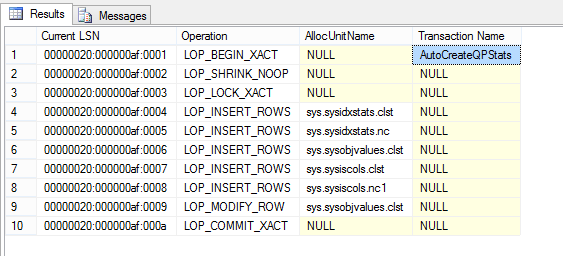 Results Messages
Current LSN Operation AllocUnitName Transaction Name
1 00000020:000000af:0001 LOP_BEGIN_XACT NULL AutoCreateQPStats
2 00000020:000000af:0002 LOP_SHRINK_NOOP NULL NULL
3 00000020:000000af:0003 LOP_LOCK_XACT NULL NULL
4 00000020:000000af:0004 LOP_INSERT_ROWS sys.sysidxstats.clst NULL
5 00000020:000000af:0005 LOP_INSERT_ROWS sys.sysidxstats.nc NULL
6 00000020:000000af:0006 LOP_INSERT_ROWS sys.sysobjvalues.clst NULL
7 00000020:000000af:0007 LOP_INSERT_ROWS sys.sysiscols.clst NULL
8 00000020:000000af:0008 LOP_INSERT_ROWS sys.sysiscols.nc1 NULL
9 00000020:000000af:0009 LOP_MODIFY_ROW sys.sysobjvalues.clst NULL
10 00000020:000000af:000a LOP_COMMIT_XACT NULL NULL